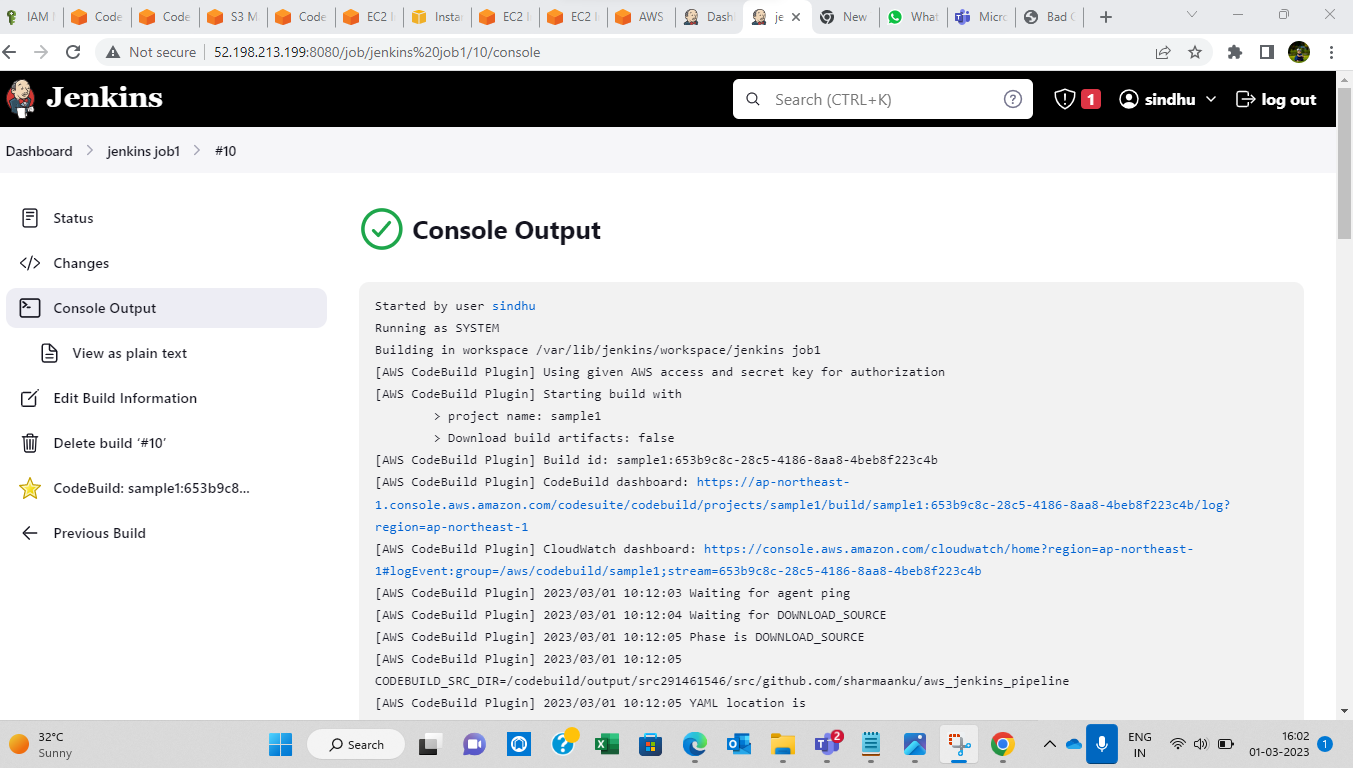 IAM
Code
Code
S3 M
Code
EC2 I
Insta
EC2 I
EC2 I
AWS
Dash
je
New
What
Micro
Bad
Not secure
52.198.213.199:8080/job/jenkins%20job1/10/console
Jenkins
Search (CTRL+K)
1
sindhu
log out
Dashboard
jenkins job1
#10
Status
Changes
Console Output
View as plain text
Edit Build Information
Delete build ‘#10’
CodeBuild: sample1:653b9c8...
Previous Build
Console Output
Started by user sindhu
Running as SYSTEM
Building in workspace /var/lib/jenkins/workspace/jenkins job1
[AWS CodeBuild Plugin] Using given AWS access and secret key for authorization
[AWS CodeBuild Plugin] Starting build with
> project name: sample1
> Download build artifacts: false
[AWS CodeBuild Plugin] Build id: sample1:653b9c8c-28c5-4186-8aa8-4beb8f223c4b
[AWS CodeBuild Plugin] CodeBuild dashboard: https://ap-northeast-
1.console.aws.amazon.com/codesuite/codebuild/projects/sample1/build/sample1:653b9c8c-28c5-4186-8aa8-4beb8f223c4b/log?
region=ap-northeast-1
[AWS CodeBuild Plugin] CloudWatch dashboard: https://console.aws.amazon.com/cloudwatch/home?region=ap-northeast-
1#logEvent:group=/aws/codebuild/sample1;stream=653b9c8c-28c5-4186-8aa8-4beb8f223c4b
[AWS CodeBuild Plugin] 2023/03/01 10:12:03 Waiting for agent ping
[AWS CodeBuild Plugin] 2023/03/01 10:12:04 Waiting for DOWNLOAD_SOURCE
[AWS CodeBuild Plugin] 2023/03/01 10:12:05 Phase is DOWNLOAD_SOURCE
[AWS CodeBuild Plugin] 2023/03/01 10:12:05
CODEBUILD_SRC_DIR=/codebuild/output/src291461546/src/github.com/sharmaanku/aws_jenkins_pipeline
[AWS CodeBuild Plugin] 2023/03/01 10:12:05 YAML location is
32°C
Sunny
Search
2
ENG
IN
16:02
01-03-2023
1